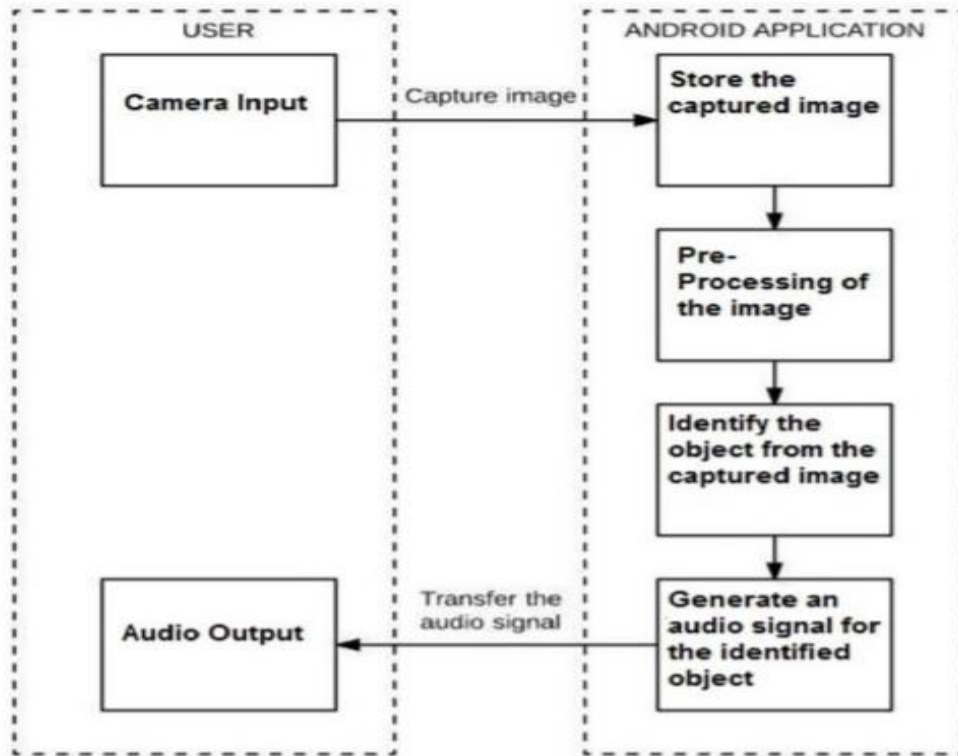 USER
ANDROID APPLICATION
Camera Input
Capture image
Store the
captured image
Pre-
Processing of
the image
Identify the
object from the
captured image
Generate an
audio signal for
the identified
object
Transfer the
audio signal
Audio Output